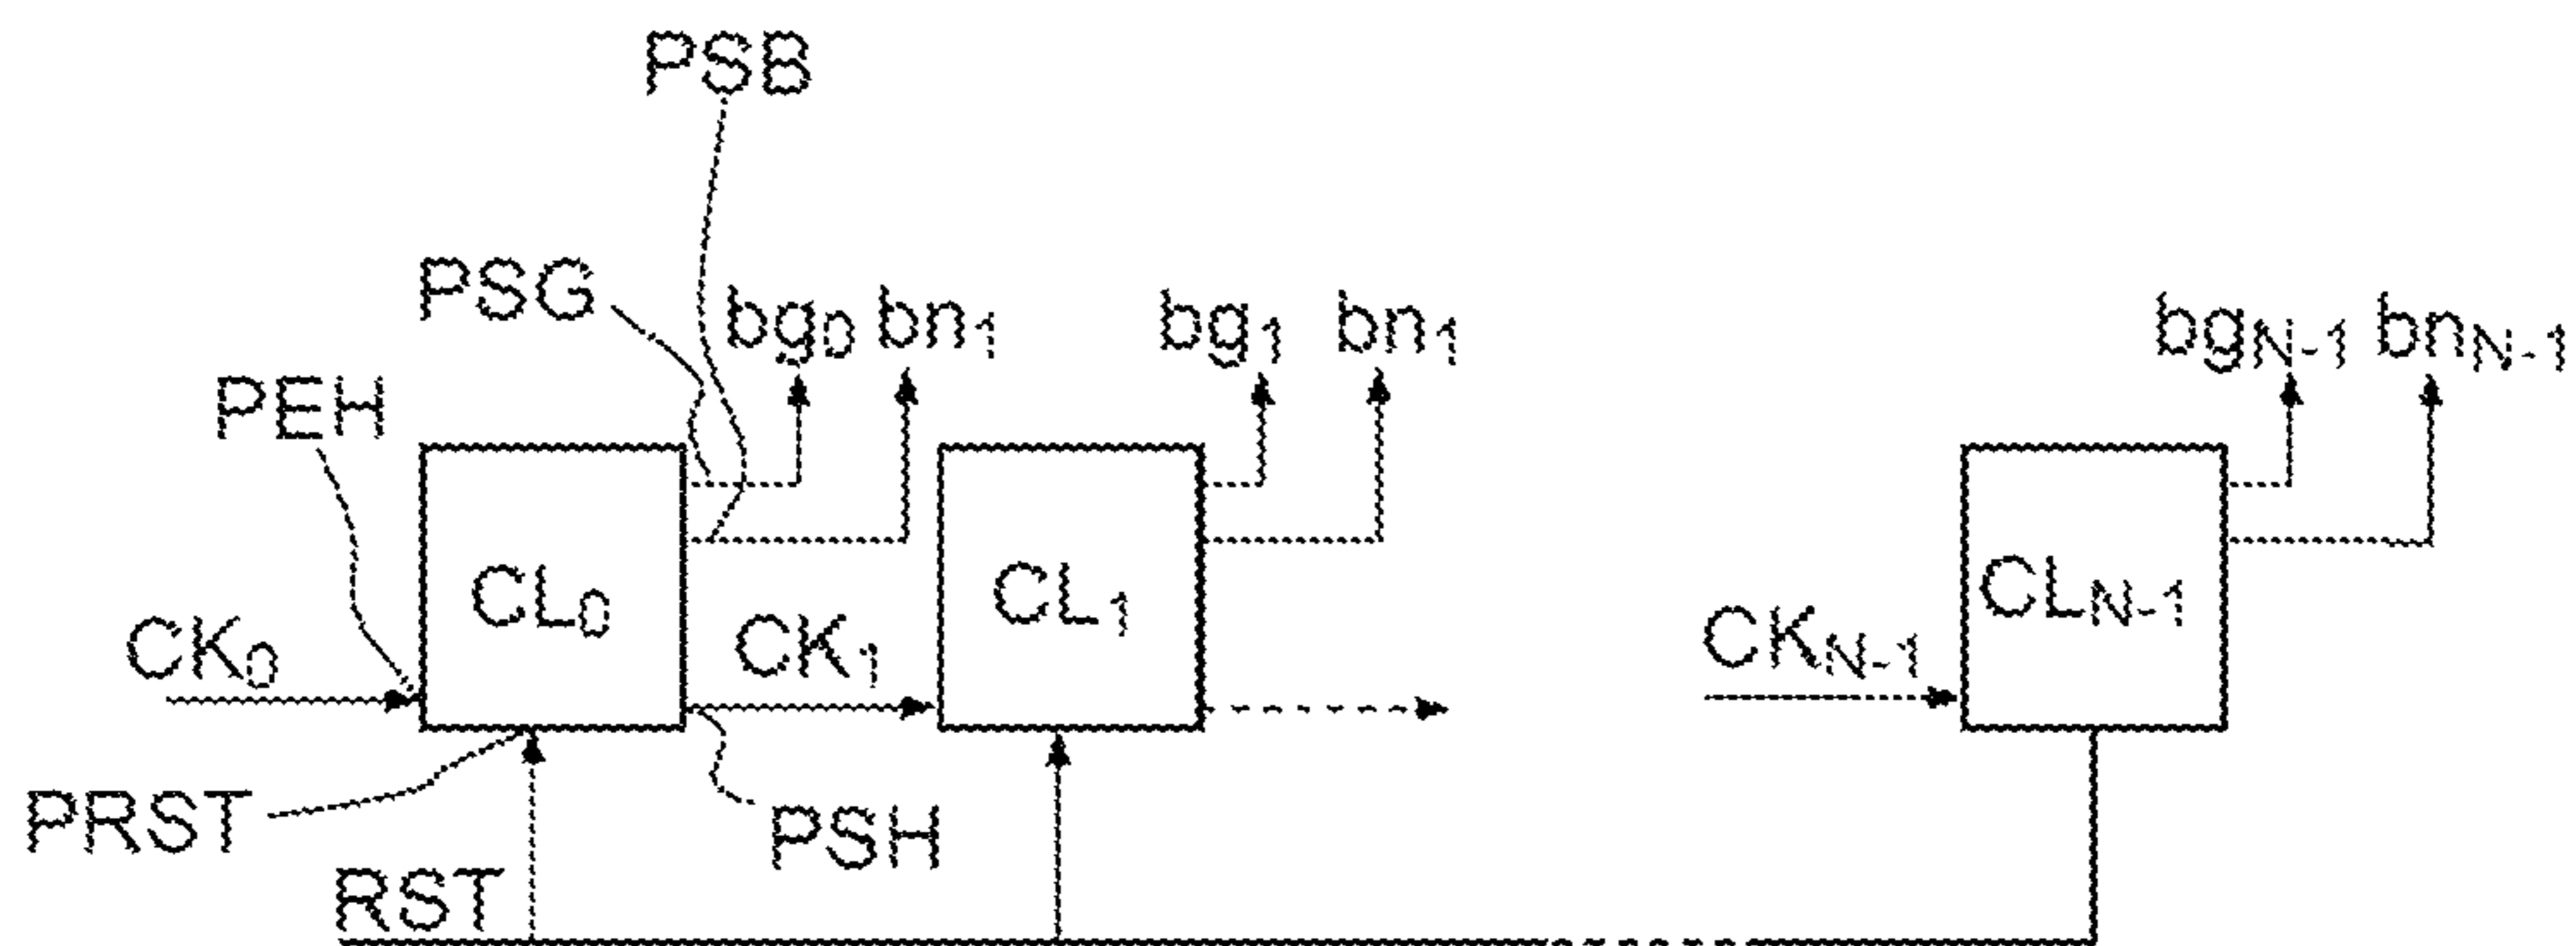 PSB
PSG
bg0 bn1
bg1 bn1
bgN-1 bnN-1
PEH
CL0
CL1
CLN-1
CK0
CK1
CKN-1
PRST
PSH
RST